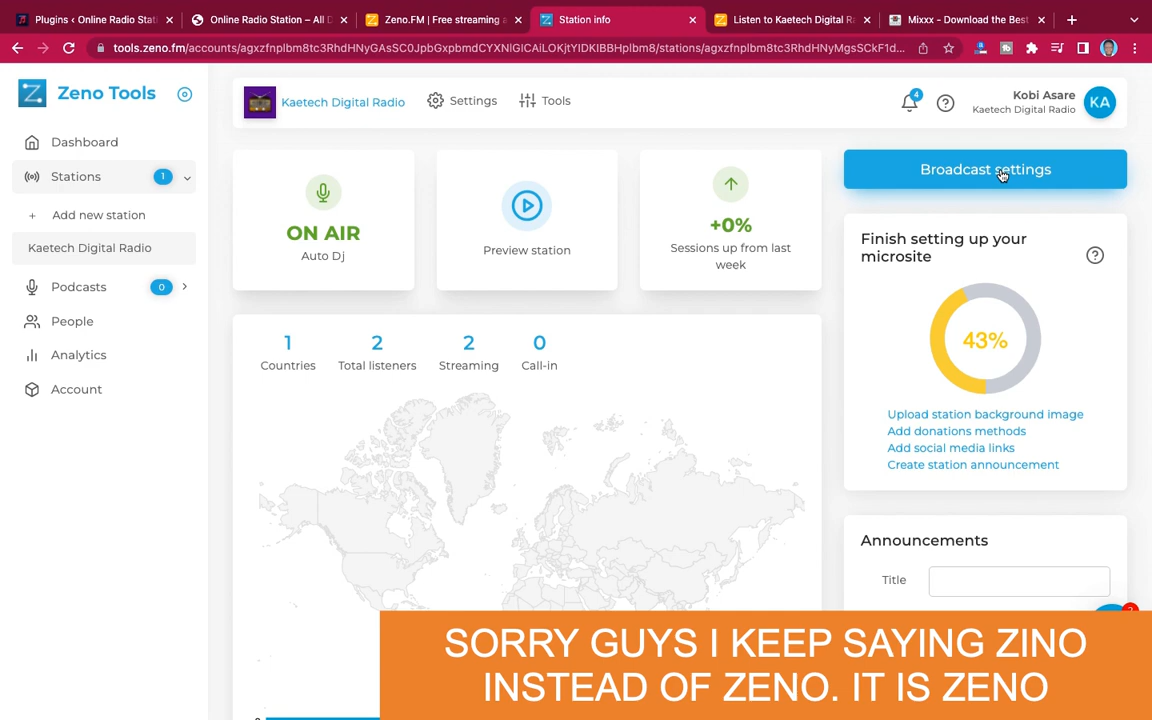 Plugins ‹ Online Radio Stati
Online Radio Station – All D
Zeno.FM | Free streaming a
Station info
Listen to Kaetech Digital Ra
Mixxx - Download the Best
tools.zeno.fm/accounts/agxzfnplbm8tc3RhdHNyGAsSC0JpbGxpbmdCYXNlGICAiLOKjtYIDKIBBHplbm8/stations/agxzfnplbm8tc3RhdHNyMgsSCkF1d...
Zeno Tools
Dashboard
Stations 1
+ Add new station
Kaetech Digital Radio
Podcasts 0
People
Analytics
Account
Kaetech Digital Radio
Settings
Tools
4
Kobi Asare
Kaetech Digital Radio
KA
ON AIR
Auto Dj
Preview station
+0%
Sessions up from last
week
Broadcast settings
Finish setting up your
microsite
43%
Upload station background image
Add donations methods
Add social media links
Create station announcement
1 2 2 0
Countries Total listeners Streaming Call-in
Announcements
Title
SORRY GUYS I KEEP SAYING ZINO
INSTEAD OF ZENO. IT IS ZENO